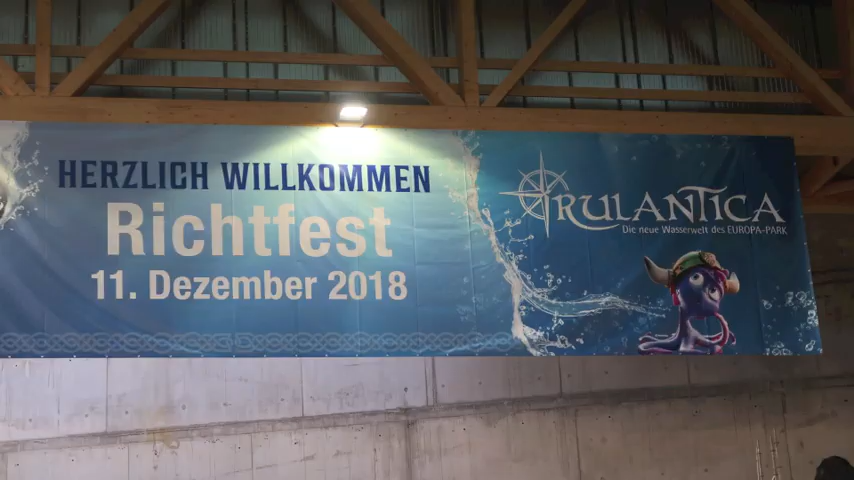 HERZLICH WILLKOMMEN
Richtfest
11. Dezember 2018
RULANTICA
Die neue Wasserwelt des EUROPA-PARK